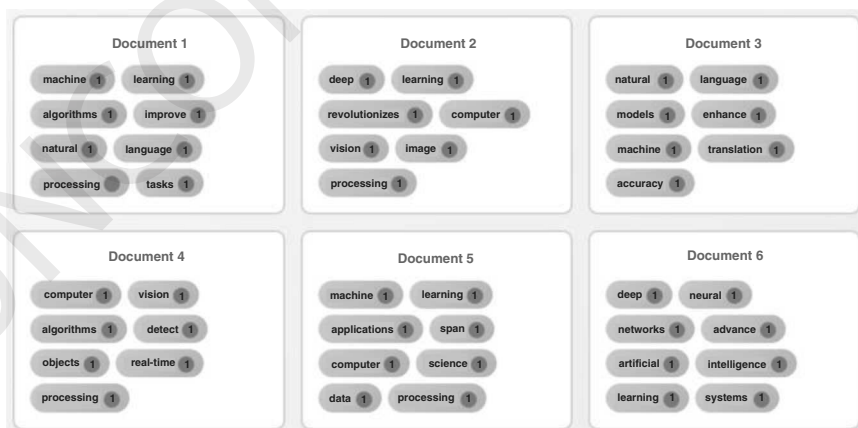 Document 1
machine 1 learning 1
algorithms 1 improve 1
natural 1 language 1
processing tasks 1
Document 2
deep 1 learning 1
revolutionizes 1 computer 1
vision 1 image 1
processing 1
Document 3
natural 1 language 1
models 1 enhance 1
machine 1 translation 1
accuracy 1
Document 4
computer 1 vision 1
algorithms 1 detect 1
objects 1 real-time 1
processing 1
Document 5
machine 1 learning 1
applications 1 span 1
computer 1 science 1
data 1 processing 1
Document 6
deep 1 neural 1
networks 1 advance 1
artificial 1 intelligence 1
learning 1 systems 1